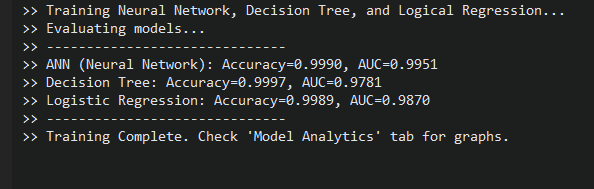 >> Training Neural Network, Decision Tree, and Logical Regression...
>> Evaluating models...
>> ------------------------------
>> ANN (Neural Network): Accuracy=0.9990, AUC=0.9951
>> Decision Tree: Accuracy=0.9997, AUC=0.9781
>> Logistic Regression: Accuracy=0.9989, AUC=0.9870
>> ------------------------------
>> Training Complete. Check 'Model Analytics' tab for graphs.